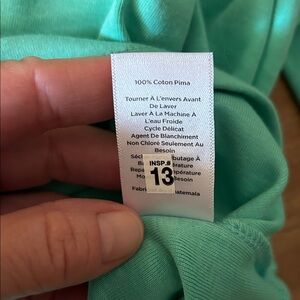 100% Coton Pima
Tourner À L'envers Avant
De Laver
Laver À La Machine À
L'eau Froide
Cycle Délicat
Agent De Blanchiment
Non Chloré Seulement Au
Besoin
INSP.#
13